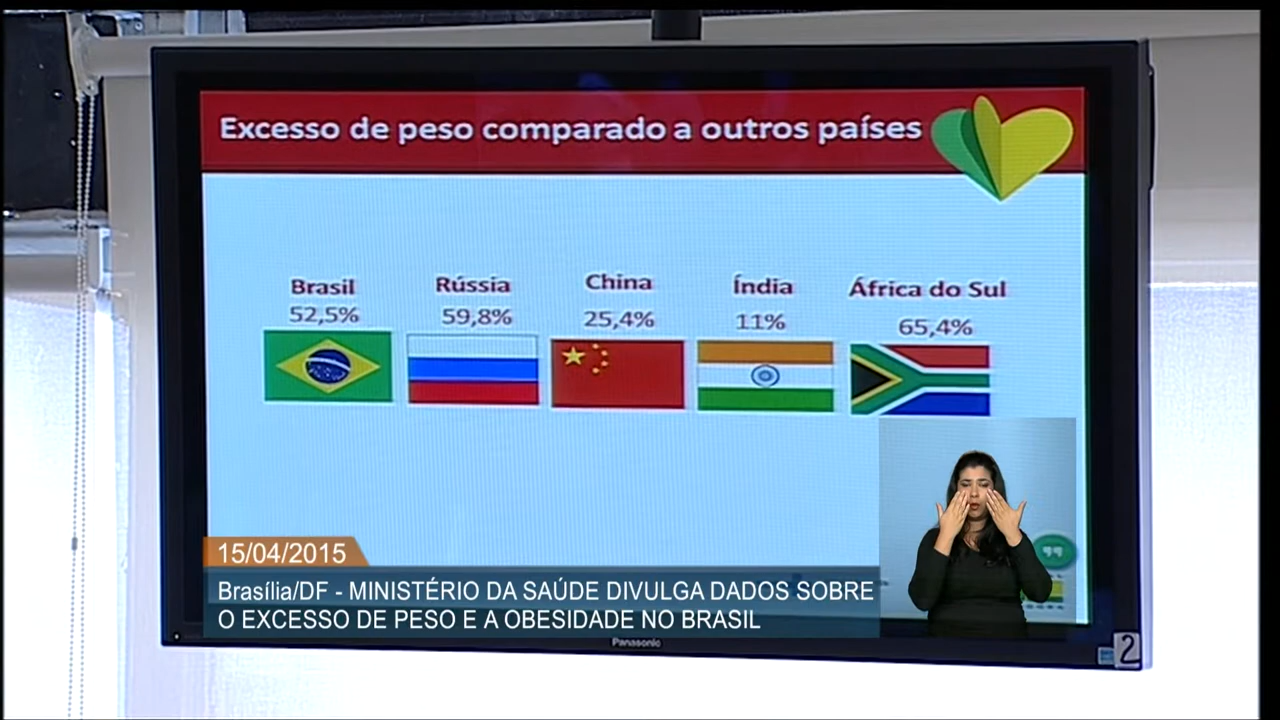 Excesso de peso comparado a outros países
Brasil
52,5%
Rússia
59,8%
China
25,4%
Índia
11%
África do Sul
65,4%
15/04/2015
Brasília/DF - MINISTÉRIO DA SAÚDE DIVULGA DADOS SOBRE
O EXCESSO DE PESO E A OBESIDADE NO BRASIL
Panasonic
2